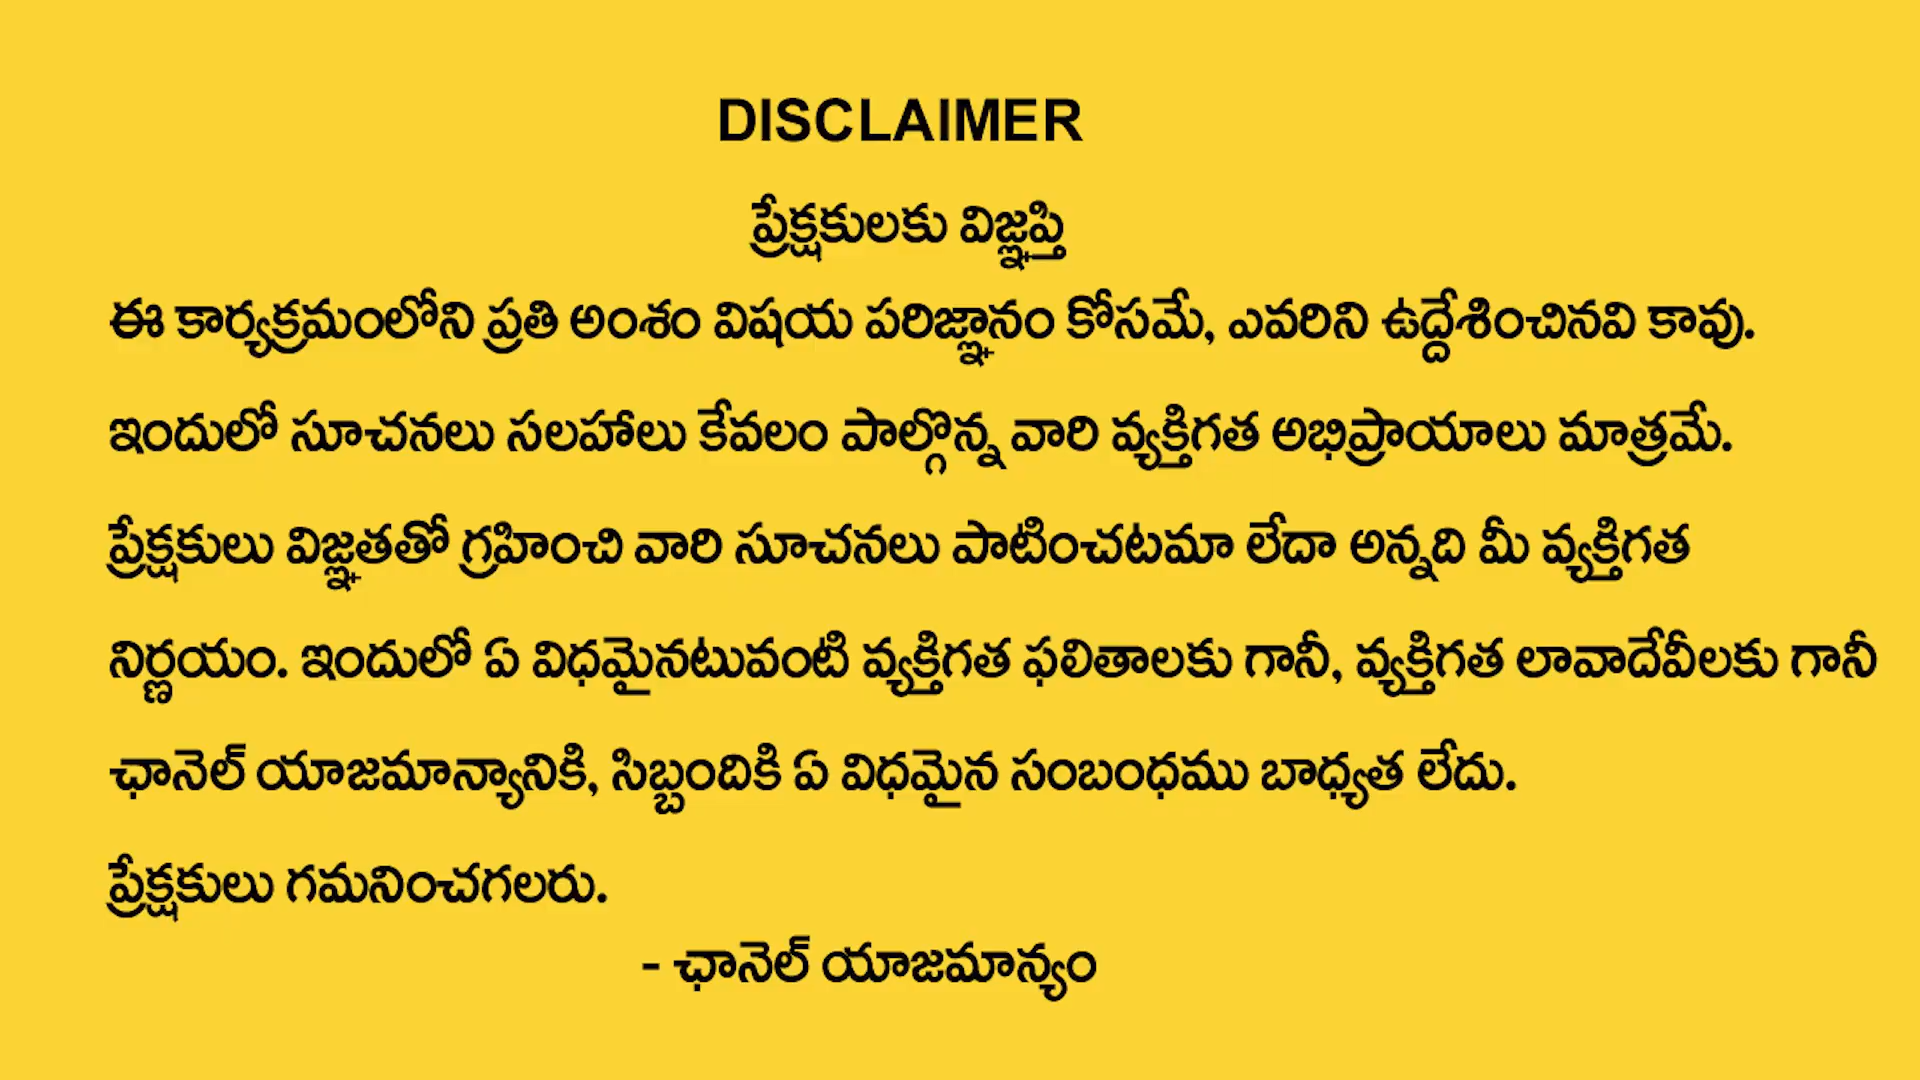 DISCLAIMER
ప్రేక్షకులకు విజ్ఞప్తి
ఈ కార్యక్రమంలోని ప్రతి అంశం విషయ పరిజ్ఞానం కోసమే, ఎవరిని ఉద్దేశించినవి కావు.
ఇందులో సూచనలు సలహాలు కేవలం పాల్గొన్న వారి వ్యక్తిగత అభిప్రాయాలు మాత్రమే.
ప్రేక్షకులు విజ్ఞతతో గ్రహించి వారి సూచనలు పాటించటమా లేదా అన్నది మీ వ్యక్తిగత
నిర్ణయం. ఇందులో ఏ విధమైనటువంటి వ్యక్తిగత ఫలితాలకు గానీ, వ్యక్తిగత లావాదేవీలకు గానీ
ఛానెల్ యాజమాన్యానికి, సిబ్బందికి ఏ విధమైన సంబంధము బాధ్యత లేదు.
ప్రేక్షకులు గమనించగలరు.
- ఛానెల్ యాజమాన్యం